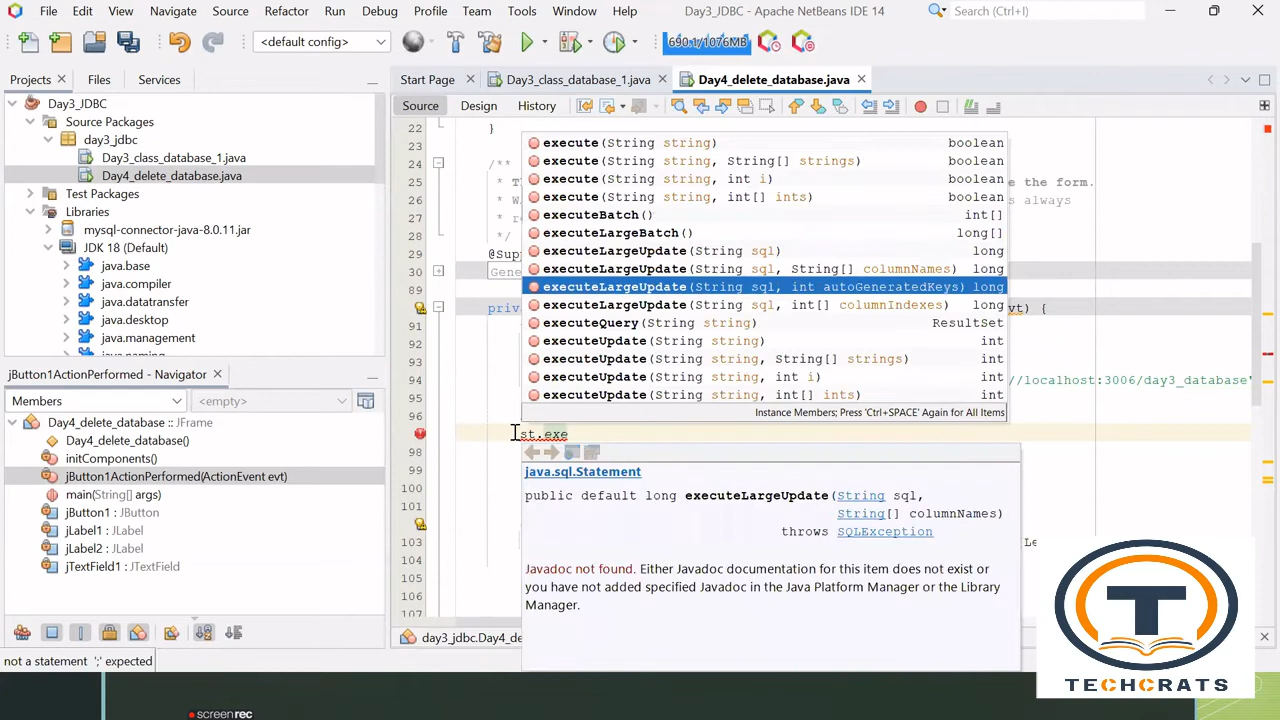 File Edit View Navigate Source Refactor Run Debug Profile Team Tools Window Help Day3_JDBC - Apache NetBeans IDE 14 Search (Ctrl+I)
<default config> 690.1/1076MB
Projects Files Services
Start Page Day3_class_database_1.java Day4_delete_database.java
Source Design History
Day3_JDBC
Source Packages
day3_jdbc
Day3_class_database_1.java
Day4_delete_database.java
Test Packages
Libraries
mysql-connector-java-8.0.11.jar
JDK 18 (Default)
java.base
java.compiler
java.datatransfer
java.desktop
java.management
jButton1ActionPerformed - Navigator
Members <empty>
Day4_delete_database :: JFrame
Day4_delete_database()
initComponents()
jButton1ActionPerformed(ActionEvent evt)
main(String[] args)
jButton1 : JButton
jLabel1 : JLabel
jLabel2 : JLabel
jTextField1 : JTextField
22 }
23
24 /**
25 * e the form.
26 * W s always
27 * r
28 */
29 @Supp
30 Gene
90 priv vt) {
91
92
93
94 //localhost:3006/day3_database"
95
96
st.exe
98
99
100
101
103 Le
104
105
106
107
execute(String string) boolean
execute(String string, String[] strings) boolean
execute(String string, int i) boolean
execute(String string, int[] ints) boolean
executeBatch() int[]
executeLargeBatch() long[]
executeLargeUpdate(String sql) long
executeLargeUpdate(String sql, String[] columnNames) long
executeLargeUpdate(String sql, int autoGeneratedKeys) long
executeLargeUpdate(String sql, int[] columnIndexes) long
executeQuery(String string) ResultSet
executeUpdate(String string) int
executeUpdate(String string, String[] strings) int
executeUpdate(String string, int i) int
executeUpdate(String string, int[] ints) int
Instance Members; Press 'Ctrl+SPACE' Again for All Items
java.sql.Statement
public default long executeLargeUpdate(String sql,
String[] columnNames)
throws SQLException
Javadoc not found. Either Javadoc documentation for this item does not exist or
you have not added specified Javadoc in the Java Platform Manager or the Library
Manager.
day3_jdbc.Day4_de
not a statement ';' expected
T
TECHCRATS
screenrec